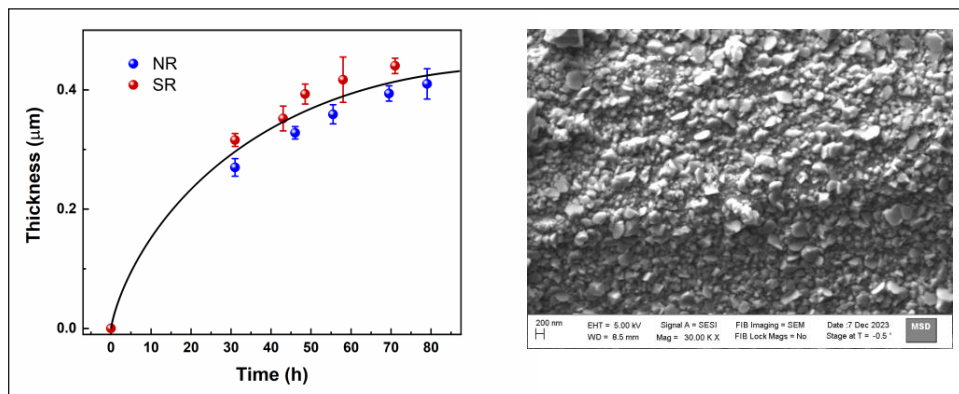 NR
SR
Thickness (μm)
0.4
0.2
0.0
0 10 20 30 40 50 60 70 80
Time (h)
200 nm
EHT = 5.00 kV Signal A = SESI FIB Imaging = SEM Date :7 Dec 2023
WD = 8.5 mm Mag = 30.00 K X FIB Lock Mags = No Stage at T = -0.5 °
MSD